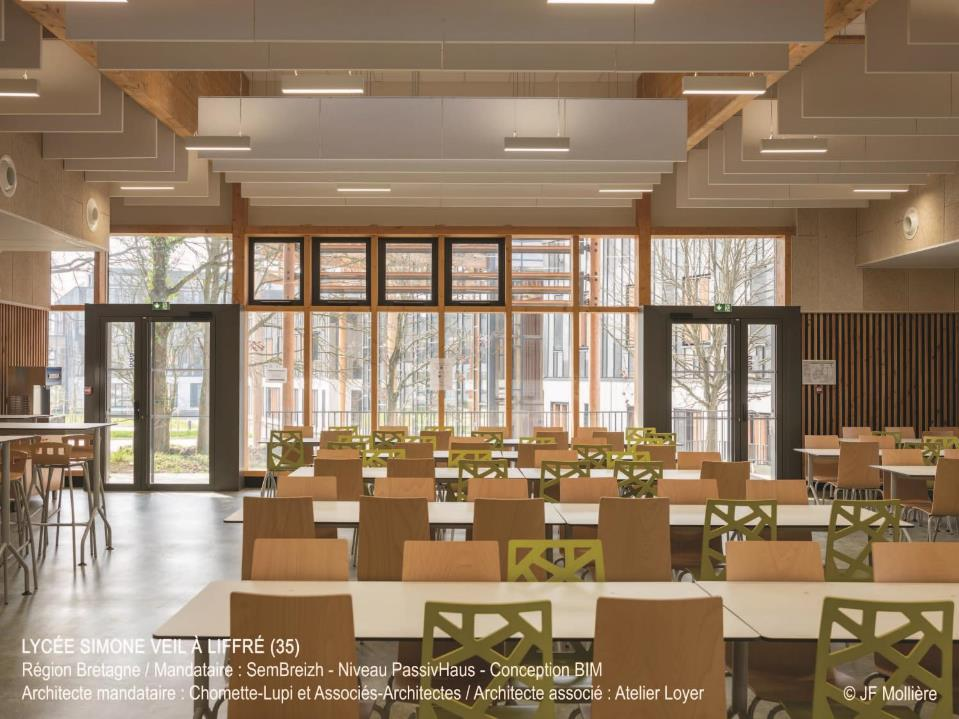 LYCÉE SIMONE VEIL À LIFFRÉ (35)
Région Bretagne / Mandataire : SemBreizh - Niveau PassivHaus - Conception BIM
Architecte mandataire : Chomette-Lupi et Associés-Architectes / Architecte associé : Atelier Loyer
© JF Mollière